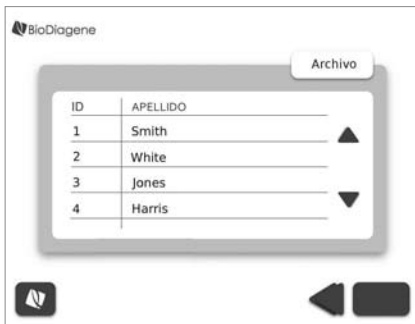 BioDiagene
Archivo
ID APELLIDO
1 Smith
2 White
3 Jones
4 Harris